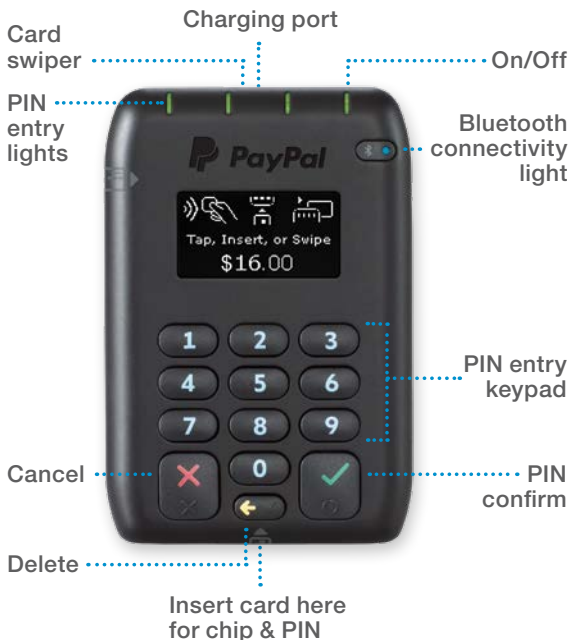 Charging port
Card
swiper
On/Off
PIN
entry
lights
Bluetooth
connectivity
light
PayPal
Tap, Insert, or Swipe
$16.00
1 2 3
4 5 6
7 8 9
0
PIN entry
keypad
Cancel
PIN
confirm
Delete
Insert card here
for chip & PIN